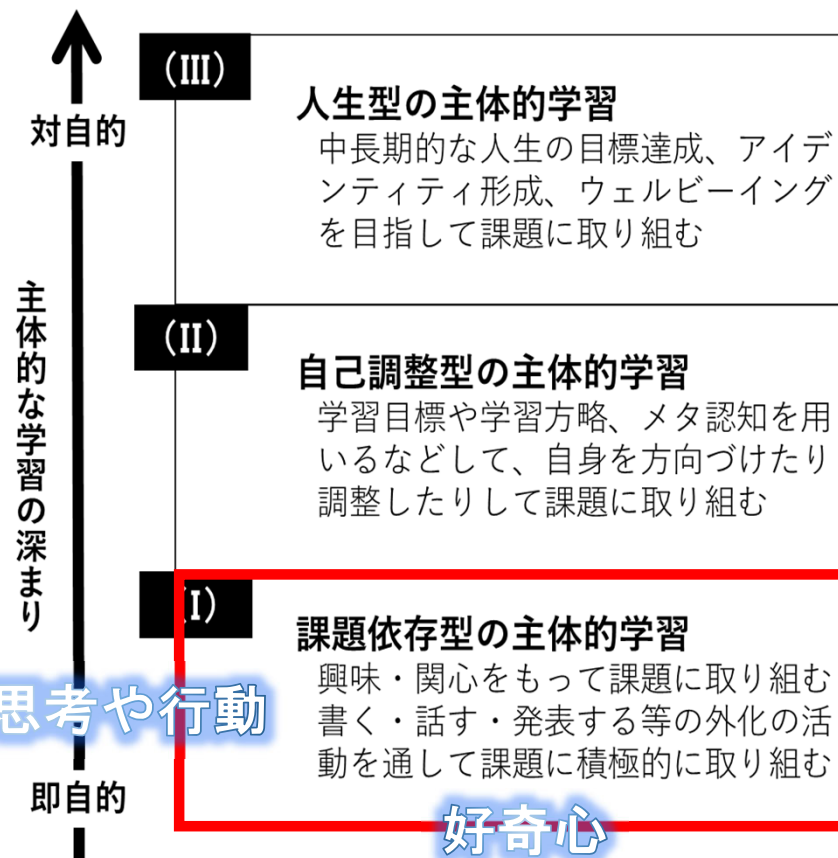 対自的
主体的な学習の深まり
即自的
(III)
人生型の主体的学習
中長期的な人生の目標達成、アイデ
ンティティ形成、ウェルビーイング
を目指して課題に取り組む
(II)
自己調整型の主体的学習
学習目標や学習方略、メタ認知を用
いるなどして、自身を方向づけたり
調整したりして課題に取り組む
(I)
課題依存型の主体的学習
興味・関心をもって課題に取り組む
書く・話す・発表する等の外化の活
動を通して課題に積極的に取り組む
思考や行動
好奇心